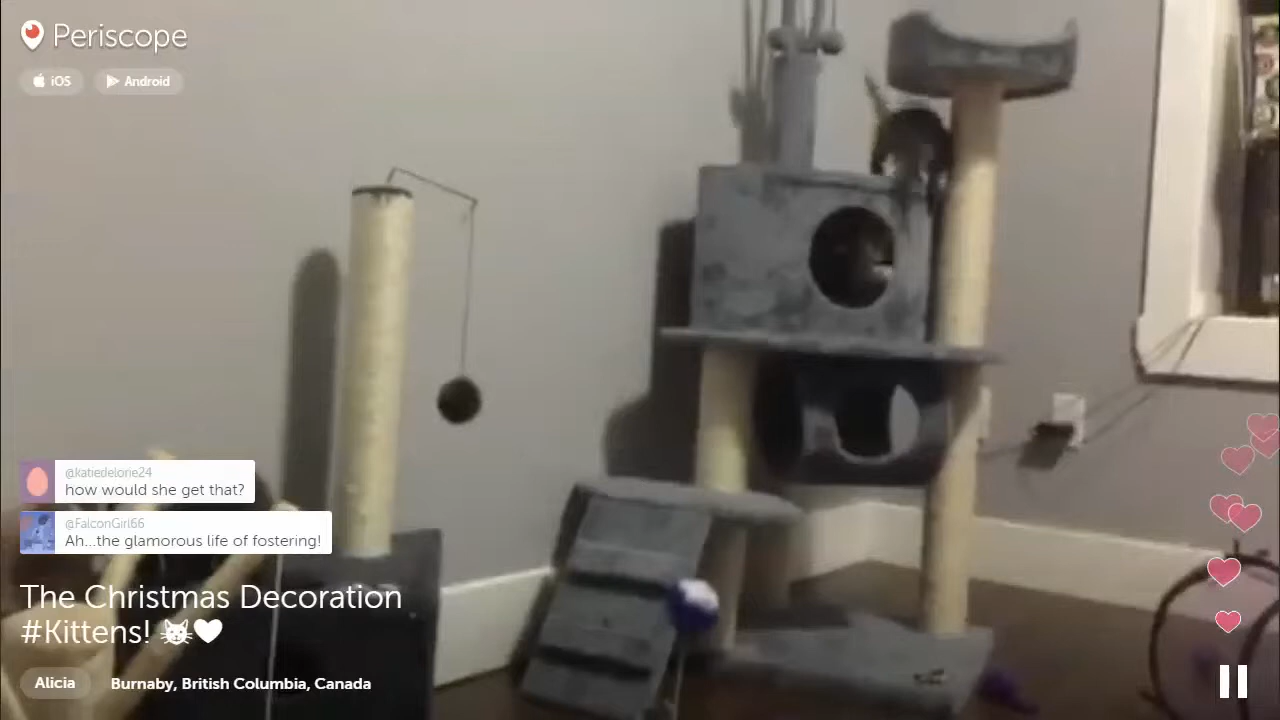 Periscope
iOS
Android
@katiedelorie24
how would she get that?
@FalconGirl66
Ah...the glamorous life of fostering!
The Christmas Decoration
#Kittens! 😺🤍
Alicia
Burnaby, British Columbia, Canada